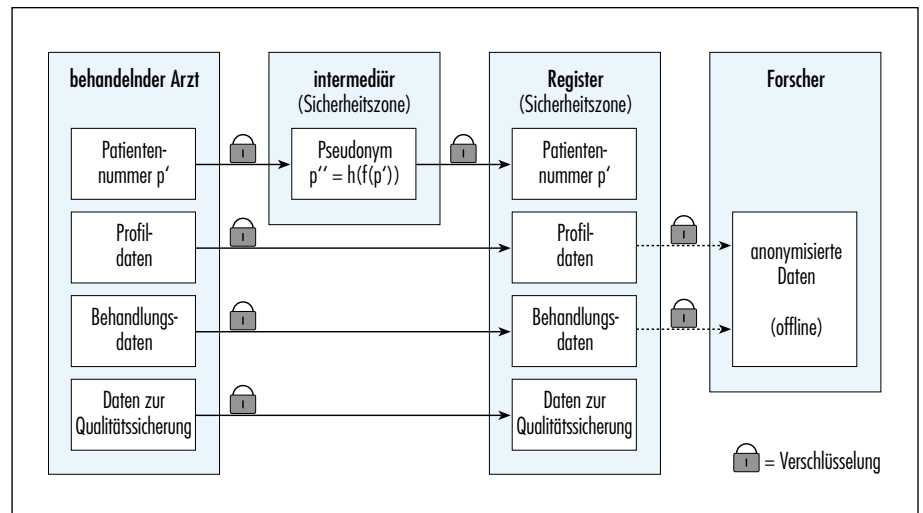 behandelnder Arzt
Patienten-
nummer p‘
Profil-
daten
Behandlungs-
daten
Daten zur
Qualitätssicherung
intermediär
(Sicherheitszone)
Pseudonym
p‘‘ = h(f(p‘))
Register
(Sicherheitszone)
Patienten-
nummer p‘
Profil-
daten
Behandlungs-
daten
Daten zur
Qualitätssicherung
Forscher
anonymisierte
Daten
(offline)
= Verschlüsselung